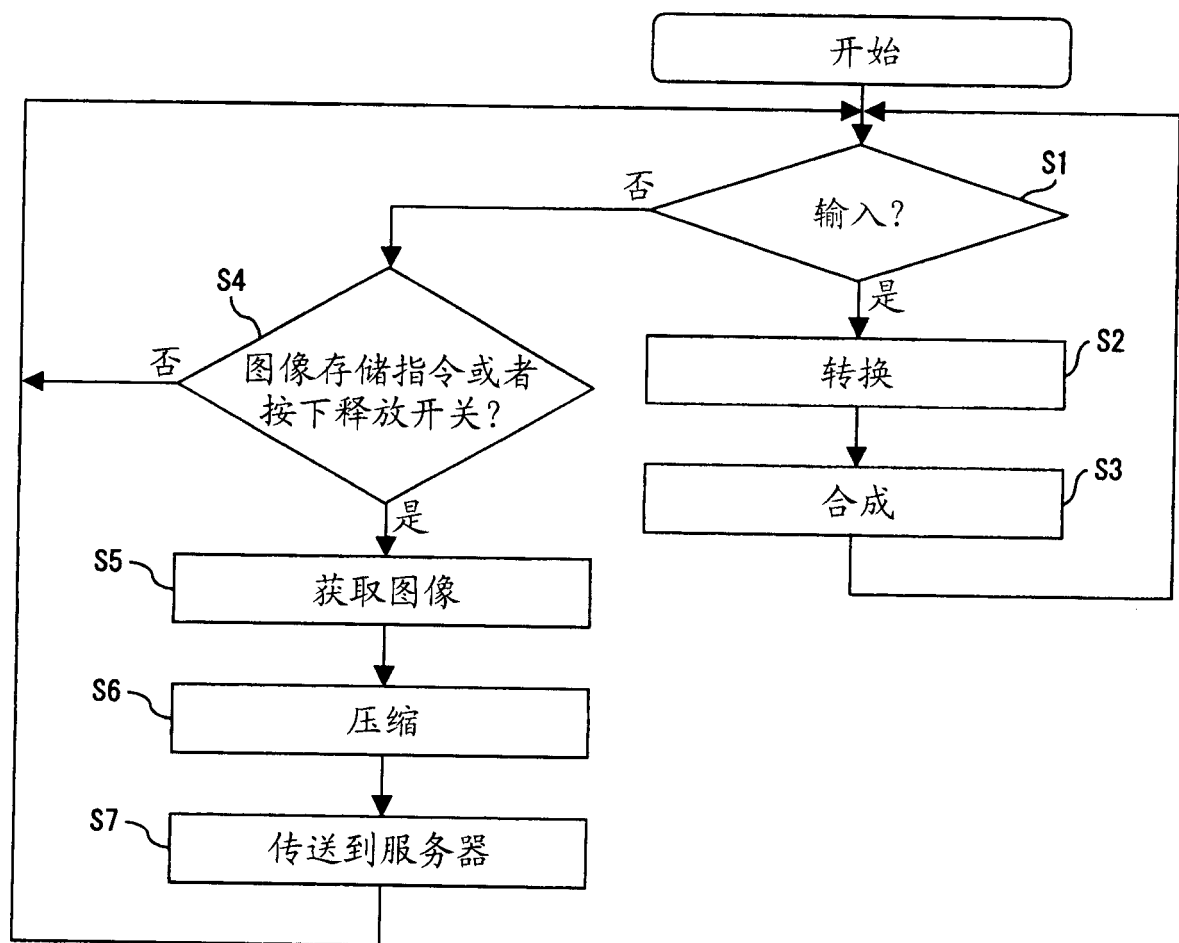 开始
S1
否
输入？
S4
是
S2
否
图像存储指令或者
按下释放开关？
转换
S3
合成
是
S5
获取图像
S6
压缩
S7
传送到服务器